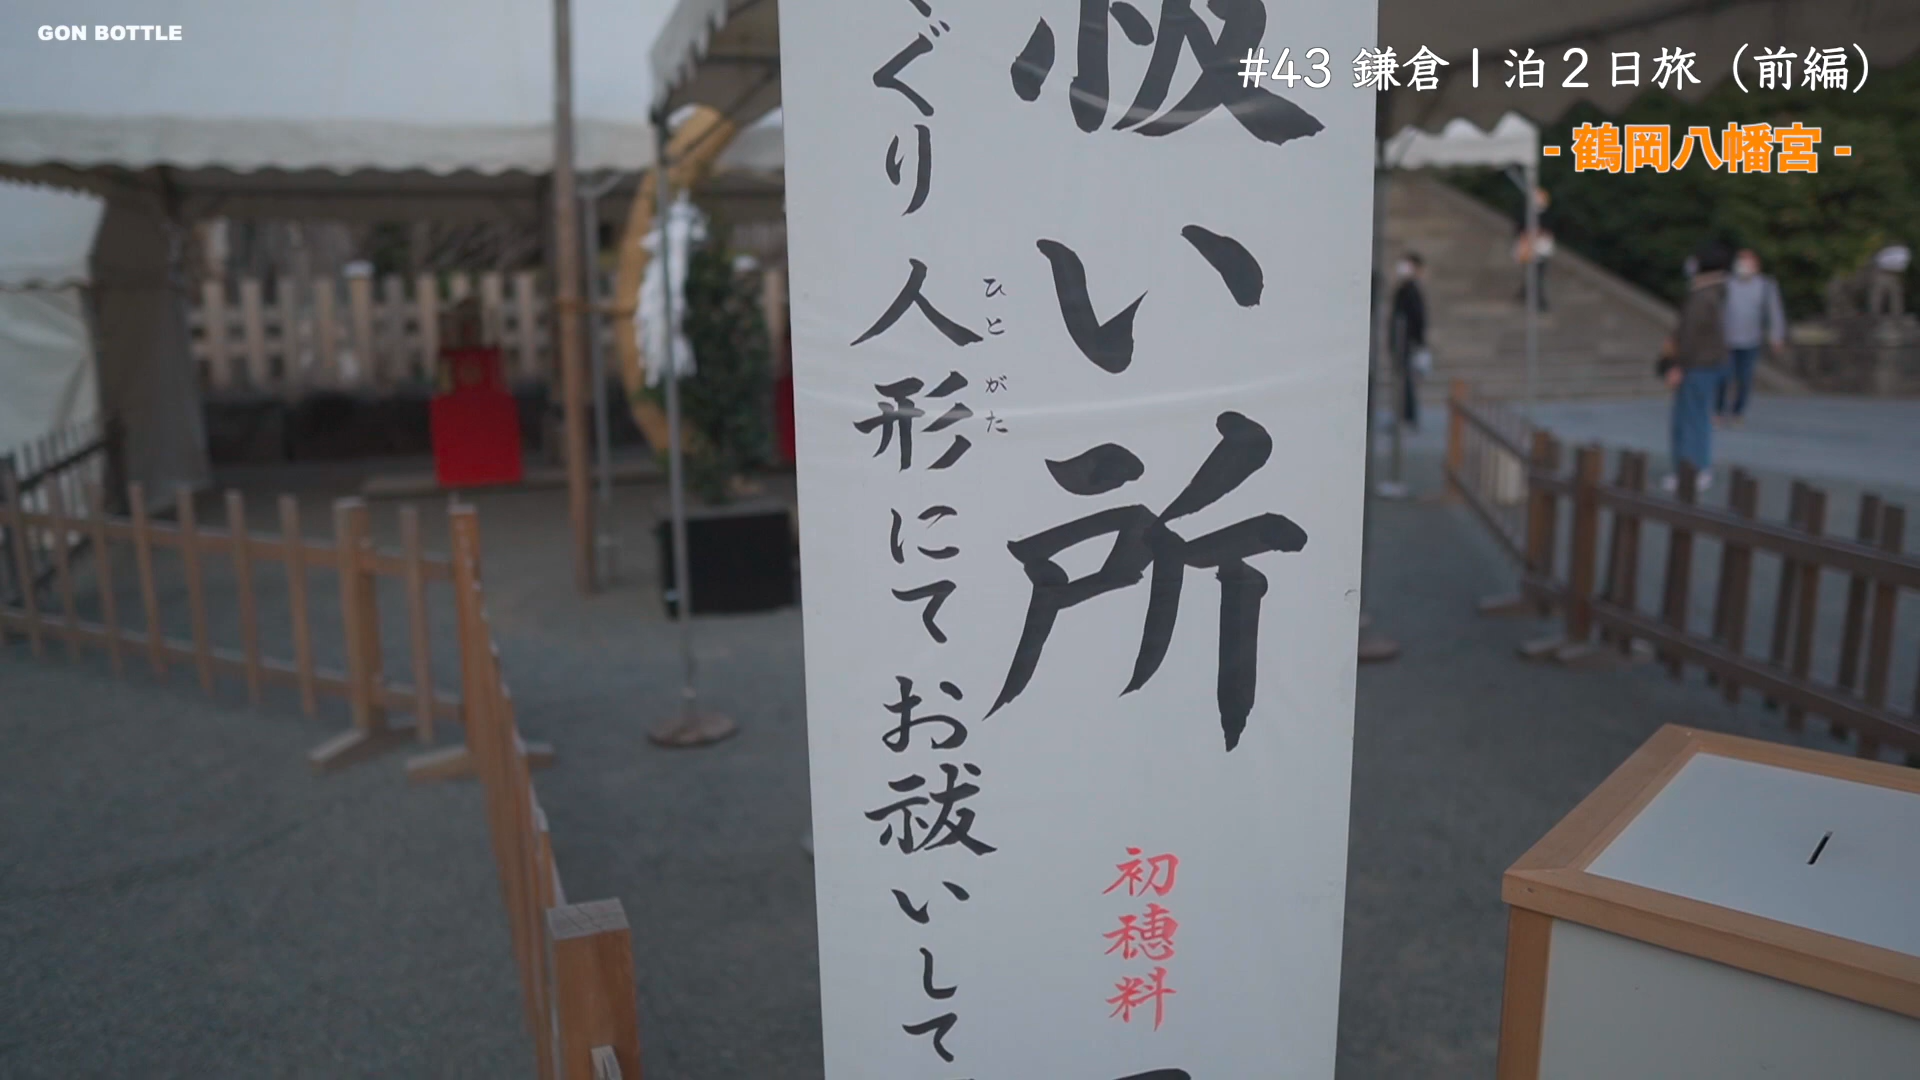 GON BOTTLE
#43 鎌倉1泊2日旅（前編）
- 鶴岡八幡宮 -
祓い所
初穂料
ぐり人形にてお祓いして
ひとがた